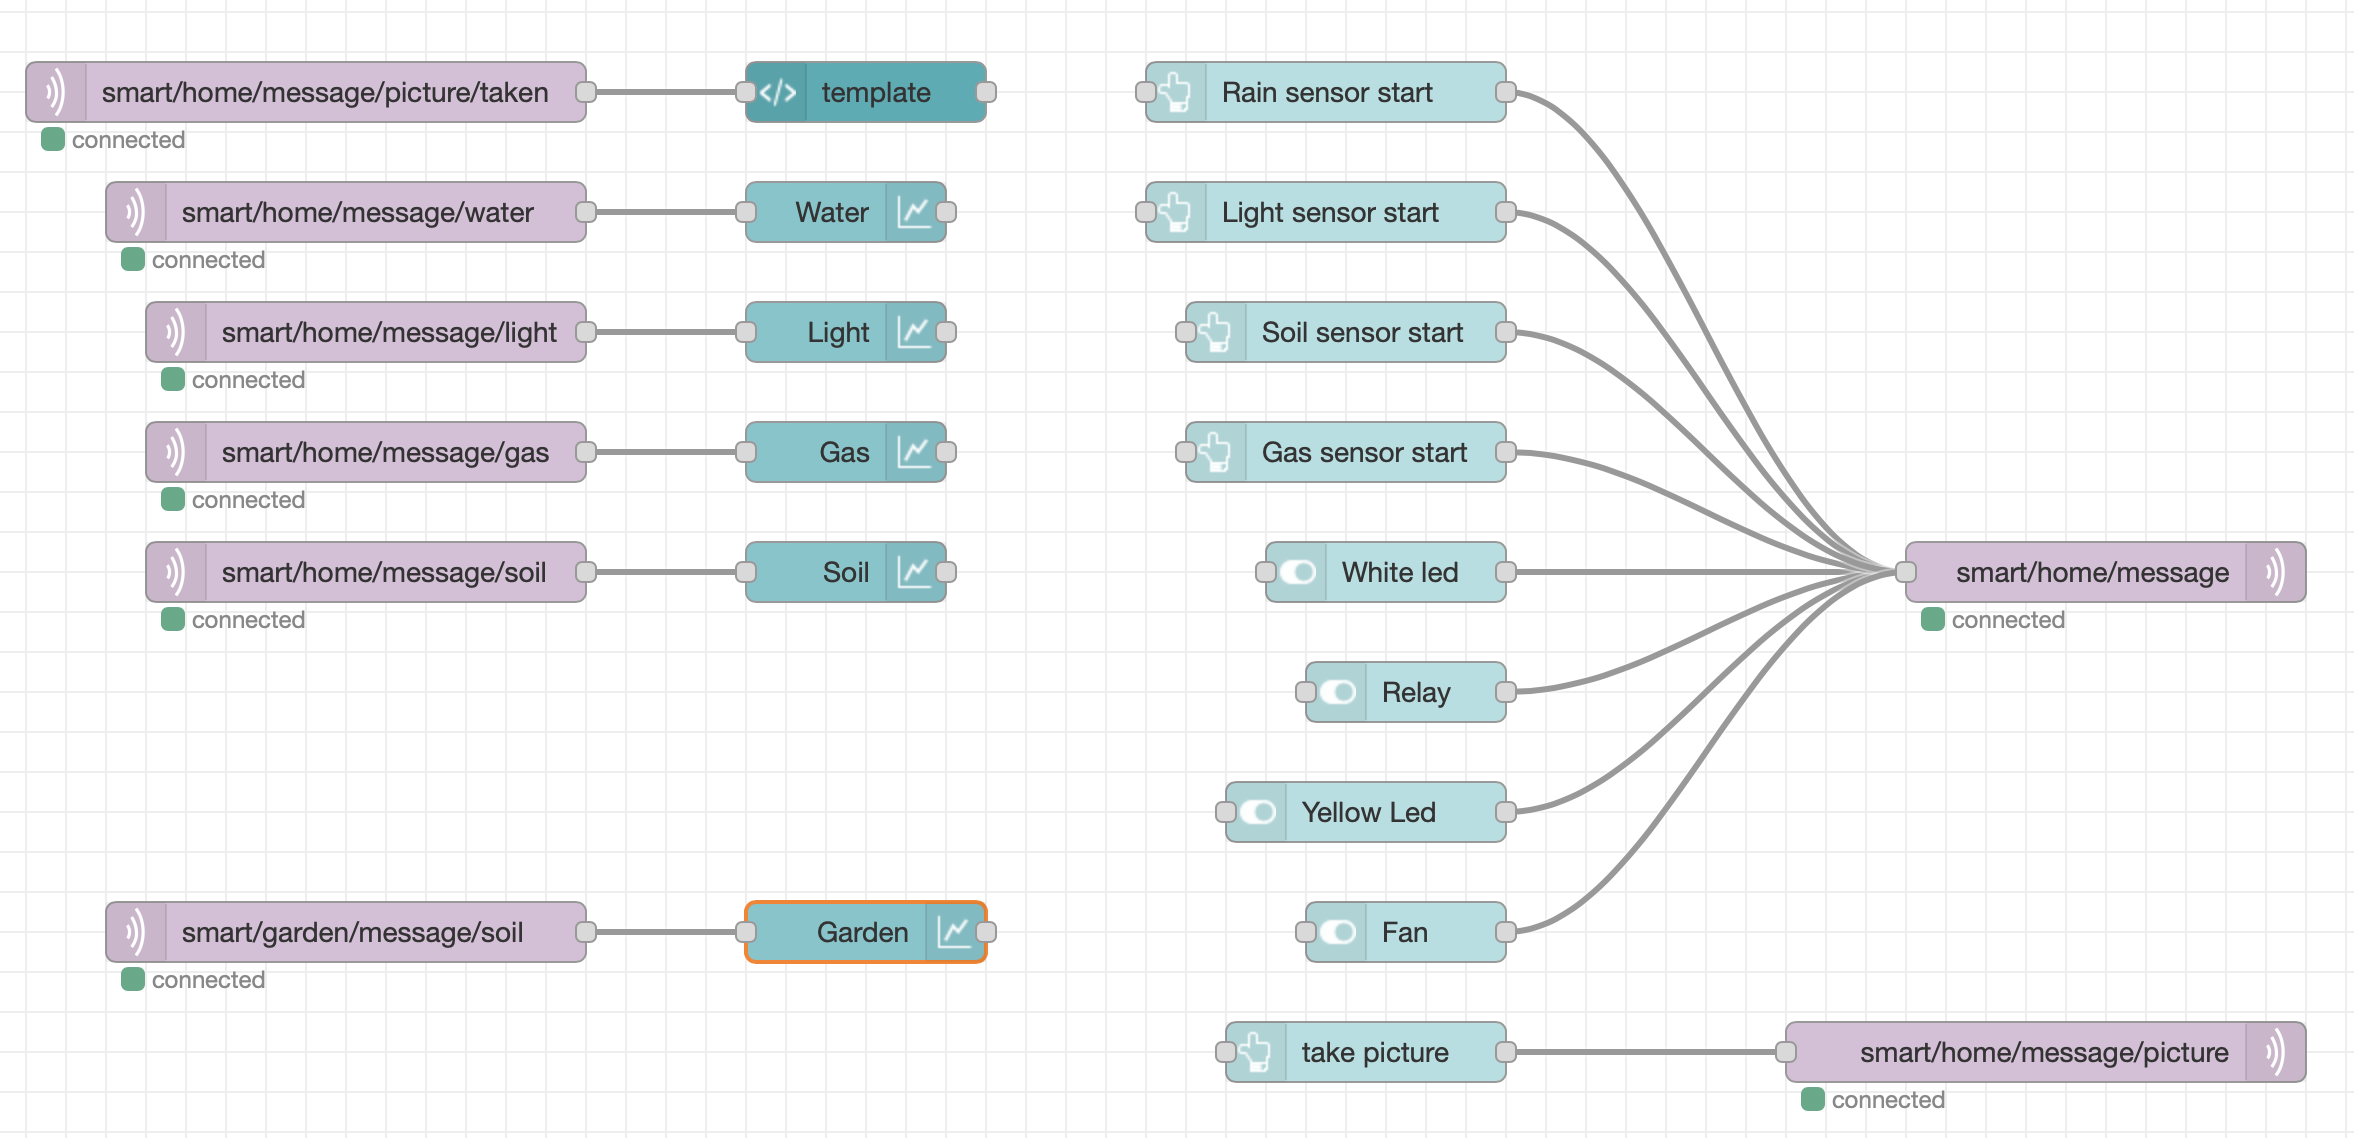 smart/home/message/picture/taken
connected
template
Rain sensor start
smart/home/message/water
connected
Water
Light sensor start
smart/home/message/light
connected
Light
Soil sensor start
smart/home/message/gas
connected
Gas
Gas sensor start
smart/home/message/soil
connected
Soil
White led
smart/home/message
connected
Relay
Yellow Led
smart/garden/message/soil
connected
Garden
Fan
take picture
smart/home/message/picture
connected